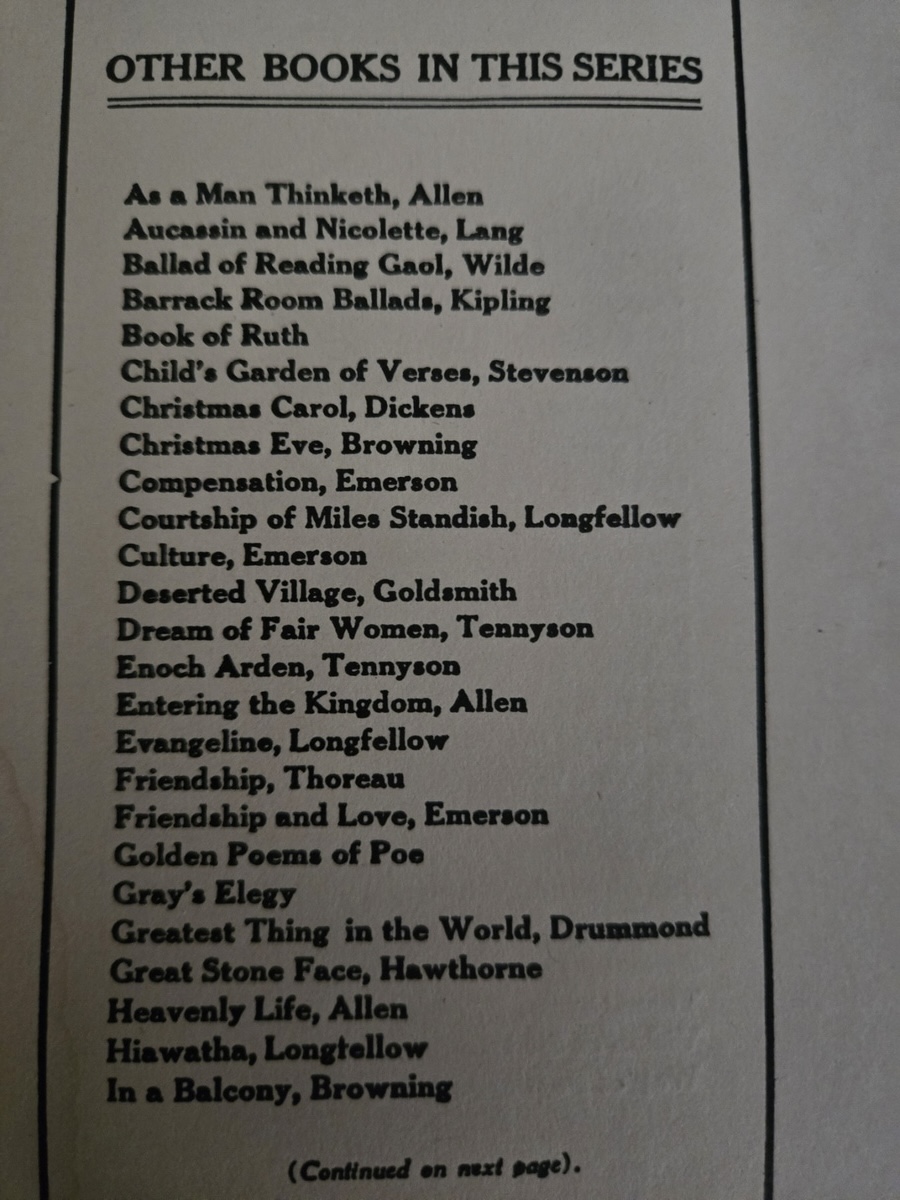 OTHER BOOKS IN THIS SERIES
As a Man Thinketh, Allen
Aucassin and Nicolette, Lang
Ballad of Reading Gaol, Wilde
Barrack Room Ballads, Kipling
Book of Ruth
Child's Garden of Verses, Stevenson
Christmas Carol, Dickens
Christmas Eve, Browning
Compensation, Emerson
Courtship of Miles Standish, Longfellow
Culture, Emerson
Deserted Village, Goldsmith
Dream of Fair Women, Tennyson
Enoch Arden, Tennyson
Entering the Kingdom, Allen
Evangeline, Longfellow
Friendship, Thoreau
Friendship and Love, Emerson
Golden Poems of Poe
Gray's Elegy
Greatest Thing in the World, Drummond
Great Stone Face, Hawthorne
Heavenly Life, Allen
Hiawatha, Longfellow
In a Balcony, Browning
(Continued on next page).